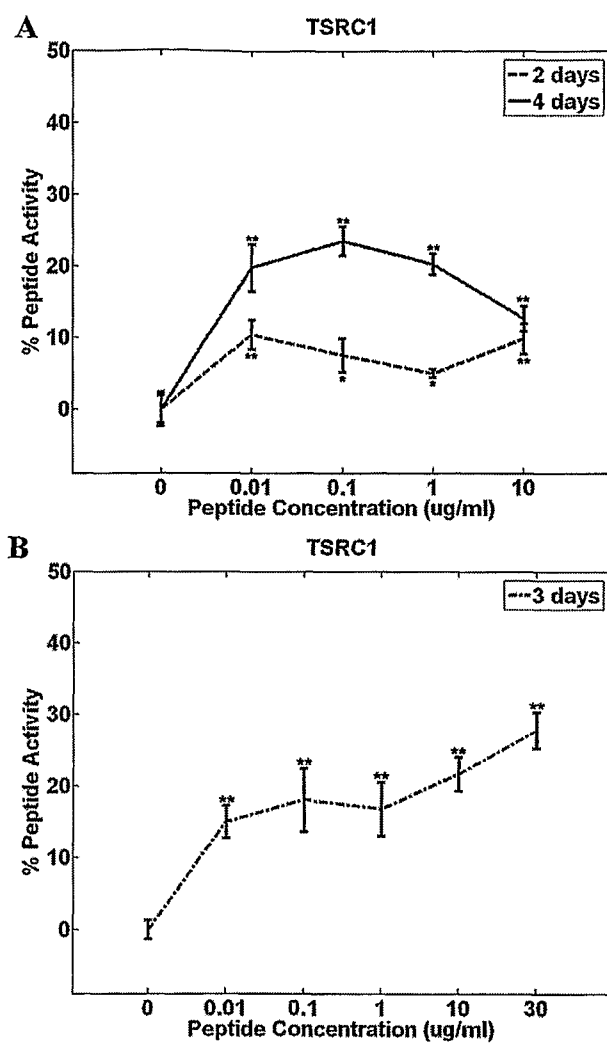 A
TSRC1
50
40
30
20
10
0
% Peptide Activity
2 days
4 days
**
**
**
**
**
*
*
**
0 0.01 0.1 1 10
Peptide Concentration (ug/ml)
B
TSRC1
50
40
30
20
10
0
% Peptide Activity
3 days
**
**
**
**
**
0 0.01 0.1 1 10 30
Peptide Concentration (ug/ml)